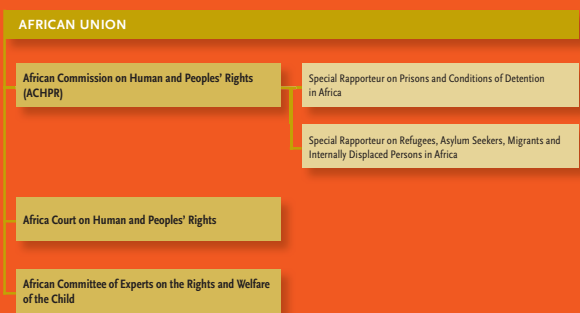 AFRICAN UNION
African Commission on Human and Peoples' Rights
(ACHPR)
Special Rapporteur on Prisons and Conditions of Detention
in Africa
Special Rapporteur on Refugees, Asylum Seekers, Migrants and
Internally Displaced Persons in Africa
Africa Court on Human and Peoples' Rights
African Committee of Experts on the Rights and Welfare
of the Child